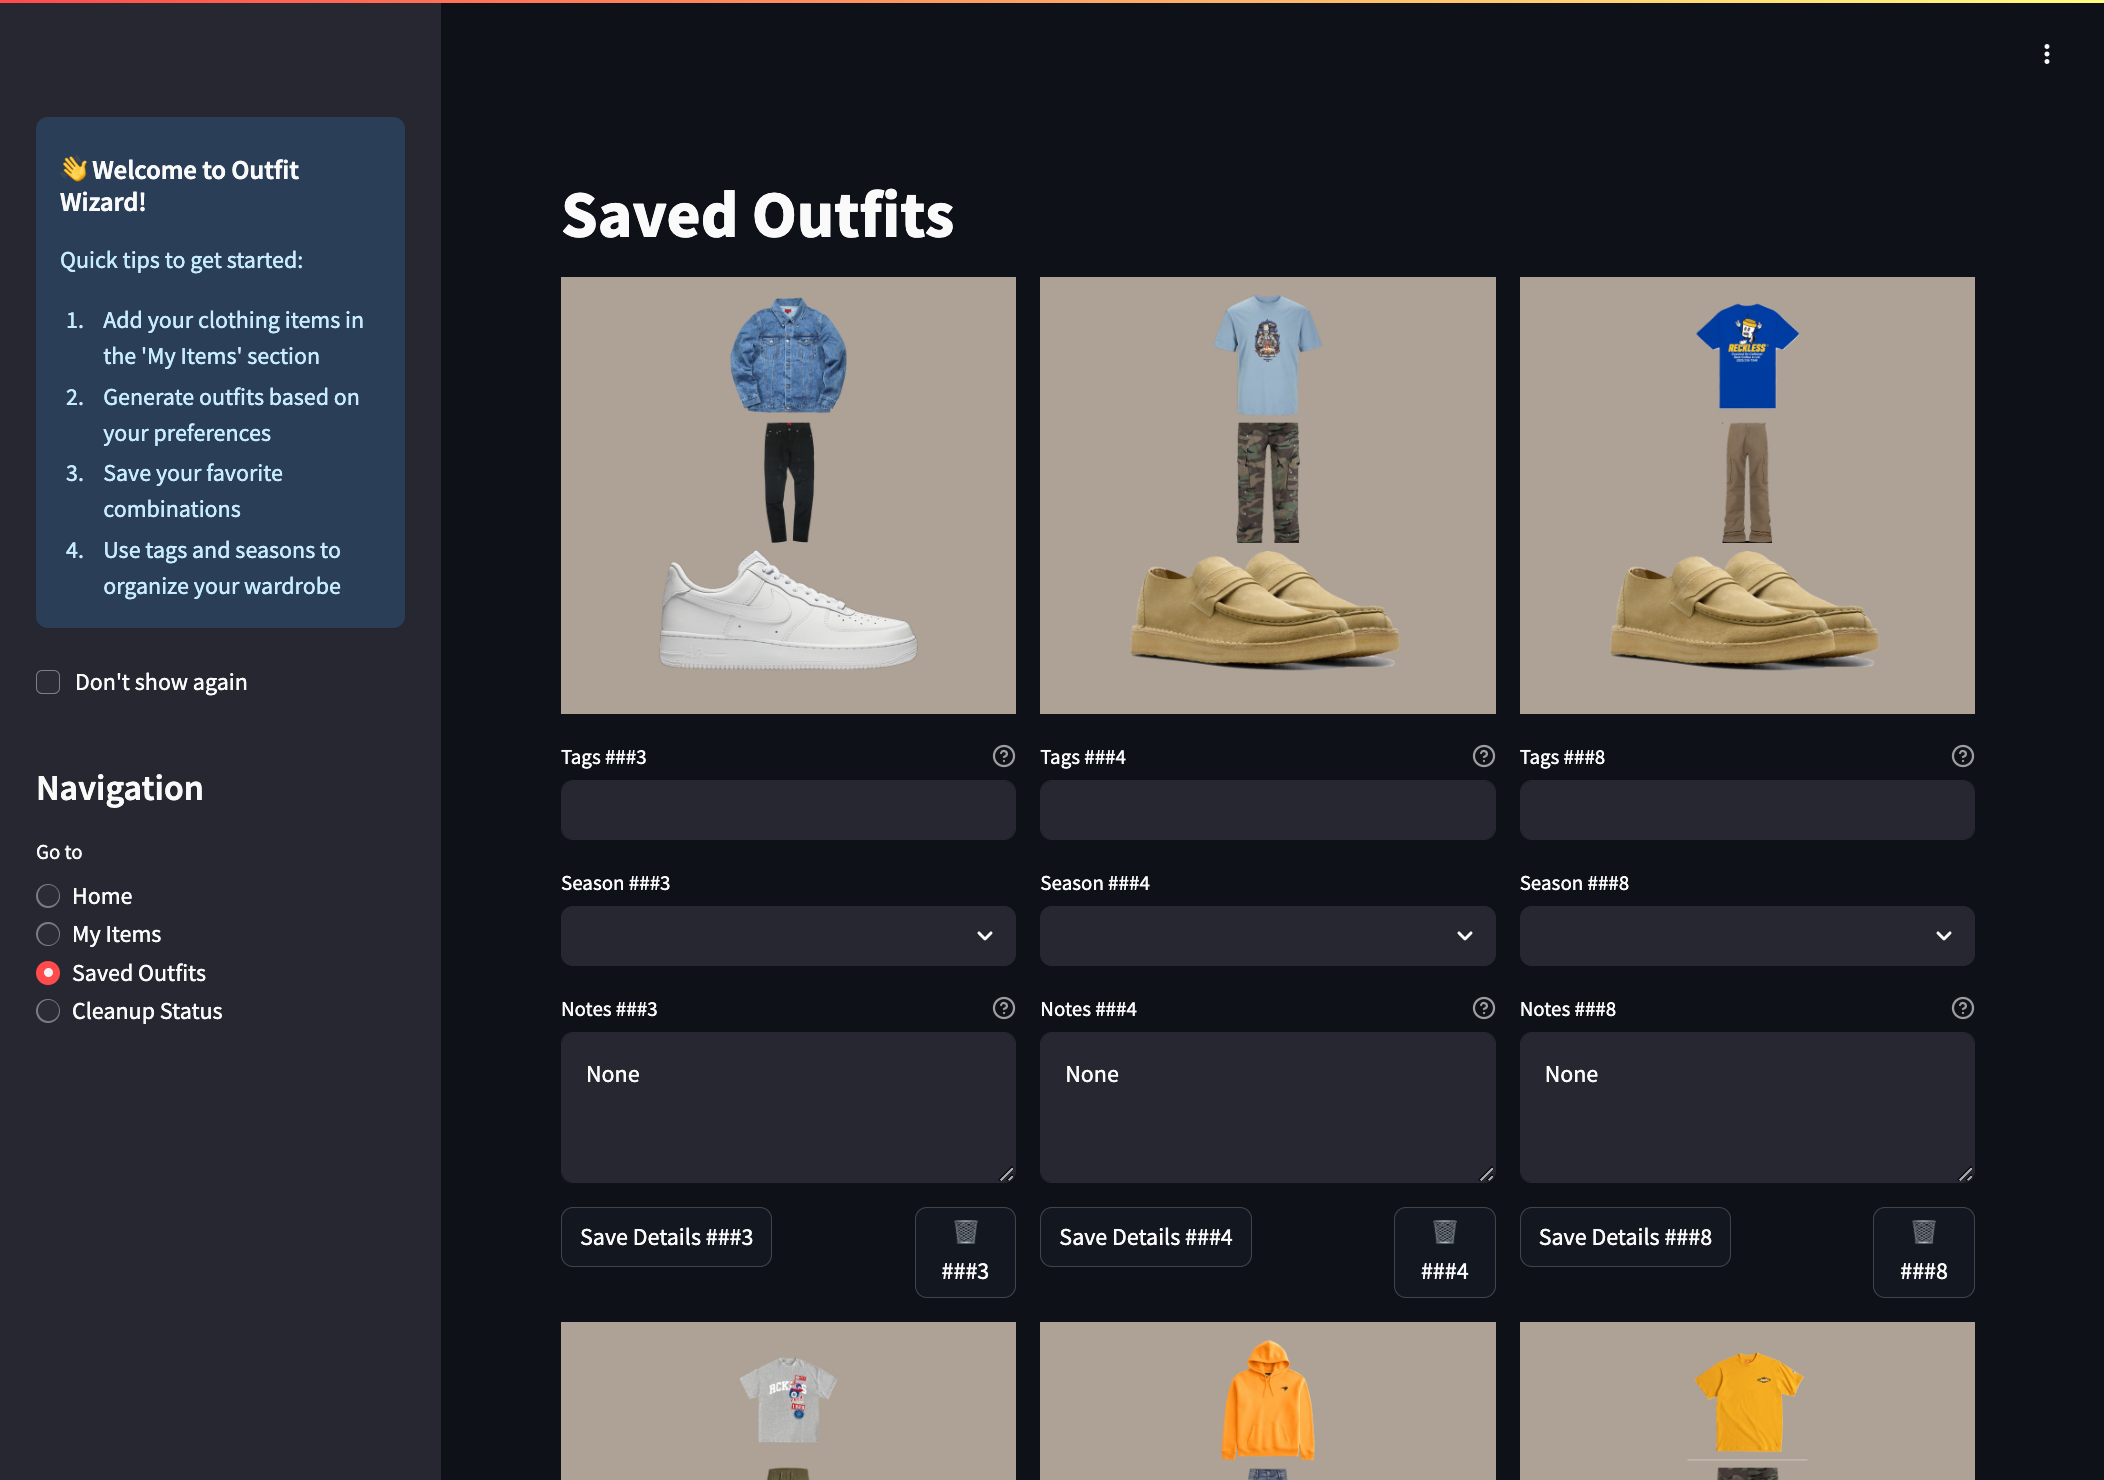 👋 Welcome to Outfit
Wizard!
Quick tips to get started:
1. Add your clothing items in
the 'My Items' section
2. Generate outfits based on
your preferences
3. Save your favorite
combinations
4. Use tags and seasons to
organize your wardrobe
Don't show again
Navigation
Go to
Home
My Items
Saved Outfits
Cleanup Status
Saved Outfits
RECKLESS
Tags ###3
Tags ###4
Tags ###8
Season ###3
Season ###4
Season ###8
Notes ###3
Notes ###4
Notes ###8
None
None
None
Save Details ###3
###3
Save Details ###4
###4
Save Details ###8
###8